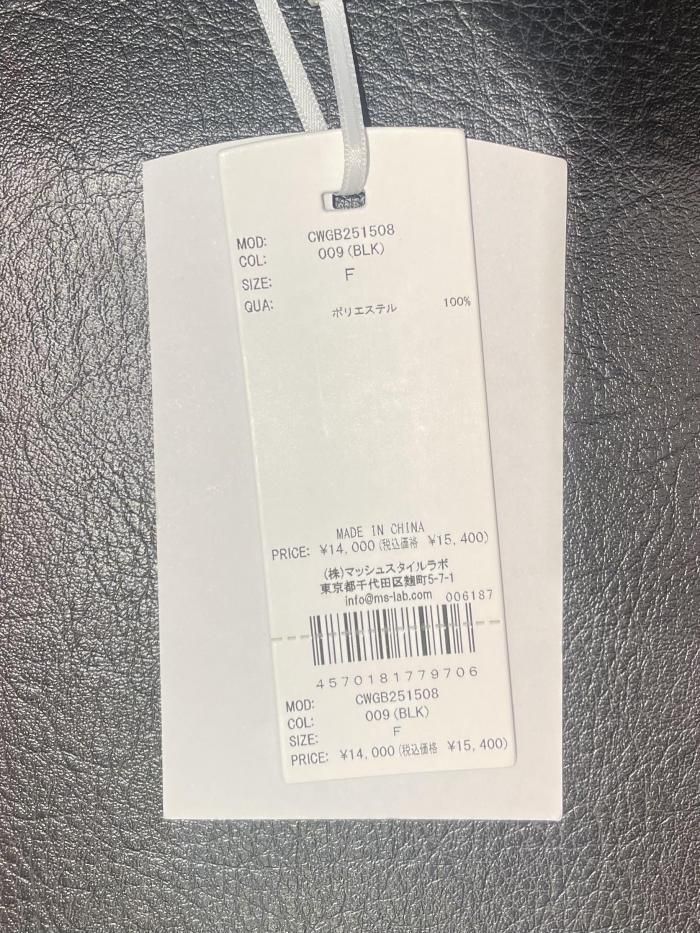 MOD: CWGB251508
COL: 009(BLK)
SIZE: F
QUA: ポリエステル 100%
MADE IN CHINA
PRICE: ¥14,000(税込価格 ¥15,400)
(株)マッシュスタイルラボ
東京都千代田区麹町5-7-1
info@ms-lab.com 006187
4570181779706
MOD: CWGB251508
COL: 009(BLK)
SIZE: F
PRICE: ¥14,000(税込価格 ¥15,400)